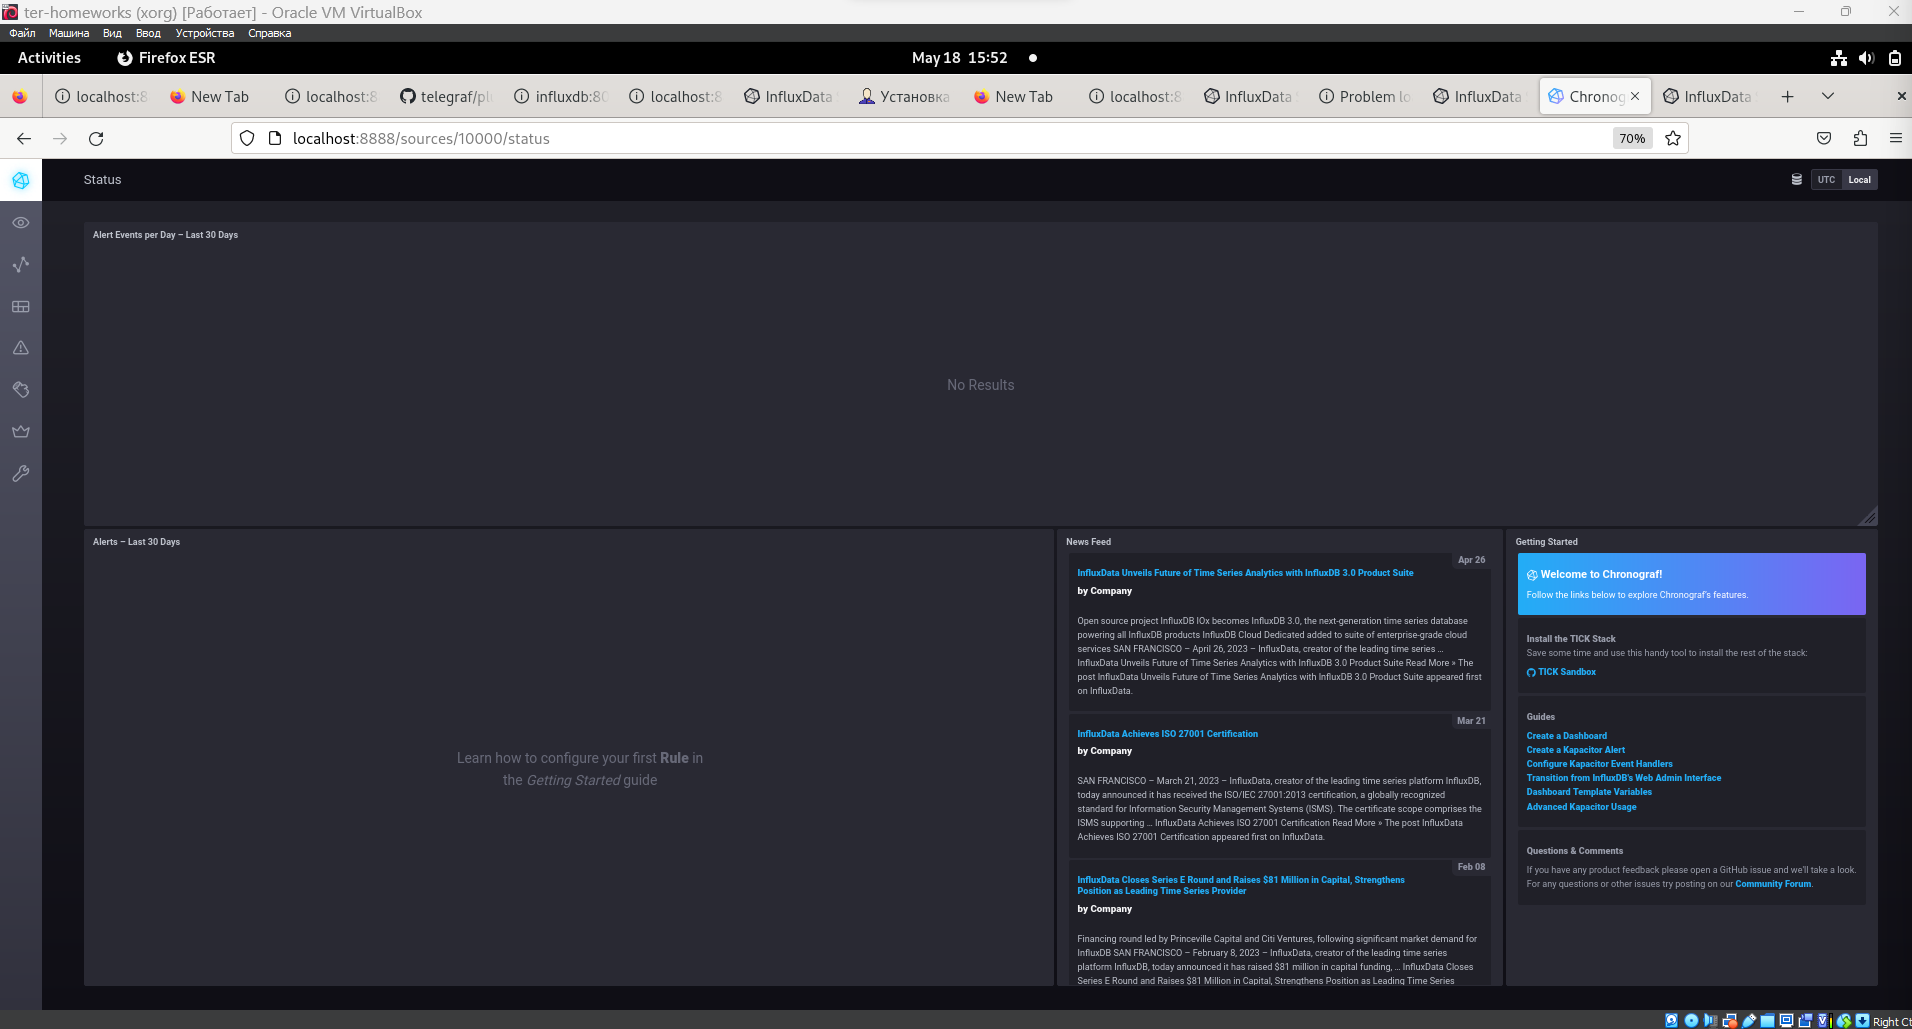 ter-homeworks (xorg) [Работает] - Oracle VM VirtualBox
Файл Машина Вид Ввод Устройства Справка
Activities Firefox ESR May 18 15:52
localhost:8 New Tab localhost:8 telegraf/plu influxdb:80 localhost:8 InfluxData Установка New Tab localhost:8 InfluxData Problem lo InfluxData Chronog InfluxData
localhost:8888/sources/10000/status 70%
Status UTC Local
Alert Events per Day – Last 30 Days
No Results
Alerts – Last 30 Days
Learn how to configure your first Rule in
the Getting Started guide
News Feed
Apr 26
InfluxData Unveils Future of Time Series Analytics with InfluxDB 3.0 Product Suite
by Company
Open source project InfluxDB IOx becomes InfluxDB 3.0, the next-generation time series database
powering all InfluxDB products InfluxDB Cloud Dedicated added to suite of enterprise-grade cloud
services SAN FRANCISCO – April 26, 2023 – InfluxData, creator of the leading time series ...
InfluxData Unveils Future of Time Series Analytics with InfluxDB 3.0 Product Suite Read More » The
post InfluxData Unveils Future of Time Series Analytics with InfluxDB 3.0 Product Suite appeared first
on InfluxData.
Mar 21
InfluxData Achieves ISO 27001 Certification
by Company
SAN FRANCISCO – March 21, 2023 – InfluxData, creator of the leading time series platform InfluxDB,
today announced it has received the ISO/IEC 27001:2013 certification, a globally recognized
standard for Information Security Management Systems (ISMS). The certificate scope comprises the
ISMS supporting ... InfluxData Achieves ISO 27001 Certification Read More » The post InfluxData
Achieves ISO 27001 Certification appeared first on InfluxData.
Feb 08
InfluxData Closes Series E Round and Raises $81 Million in Capital, Strengthens
Position as Leading Time Series Provider
by Company
Financing round led by Princeville Capital and Citi Ventures, following significant market demand for
InfluxDB SAN FRANCISCO – February 8, 2023 – InfluxData, creator of the leading time series
platform InfluxDB, today announced it has raised $81 million in capital funding, ... InfluxData Closes
Series E Round and Raises $81 Million in Capital, Strengthens Position as Leading Time Series
Getting Started
Welcome to Chronograf!
Follow the links below to explore Chronograf's features.
Install the TICK Stack
Save some time and use this handy tool to install the rest of the stack:
TICK Sandbox
Guides
Create a Dashboard
Create a Kapacitor Alert
Configure Kapacitor Event Handlers
Transition from InfluxDB's Web Admin Interface
Dashboard Template Variables
Advanced Kapacitor Usage
Questions & Comments
If you have any product feedback please open a GitHub issue and we'll take a look.
For any questions or other issues try posting on our Community Forum.
Right Ct